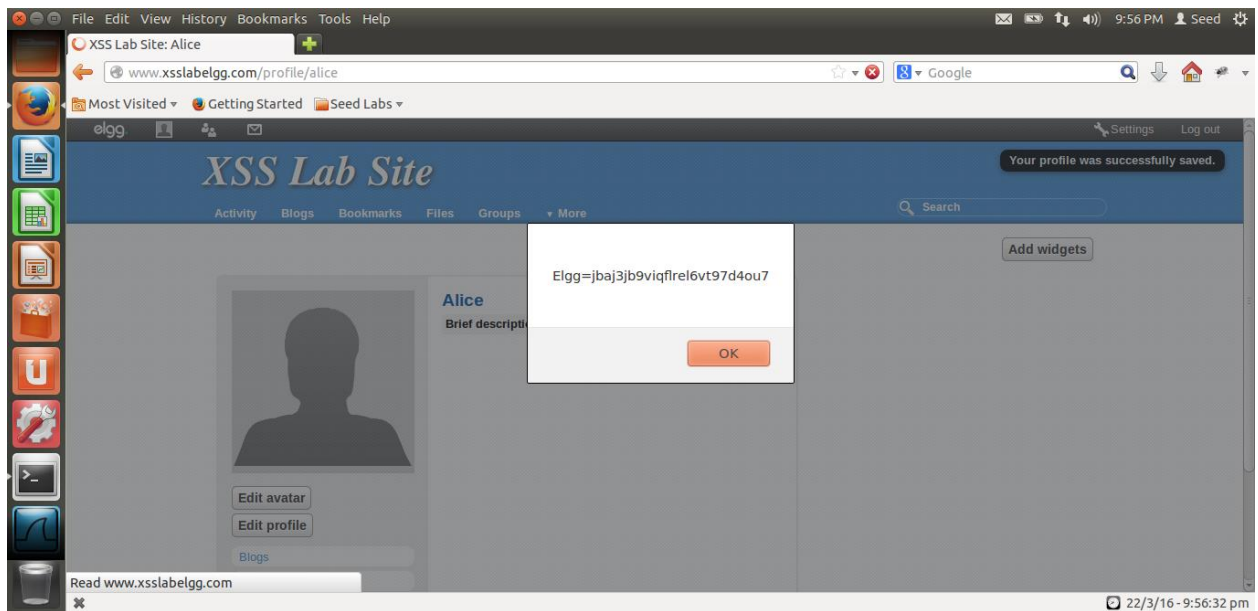 File Edit View History Bookmarks Tools Help 9:56 PM Seed
XSS Lab Site: Alice
www.xsslabelgg.com/profile/alice Google
Most Visited Getting Started Seed Labs
elgg Settings Log out
XSS Lab Site
Your profile was successfully saved.
Activity Blogs Bookmarks Files Groups More Search
Add widgets
Elgg=jbaj3jb9viqflrel6vt97d4ou7
OK
Alice
Brief descripti
Edit avatar
Edit profile
Blogs
Read www.xsslabelgg.com
22/3/16 - 9:56:32 pm